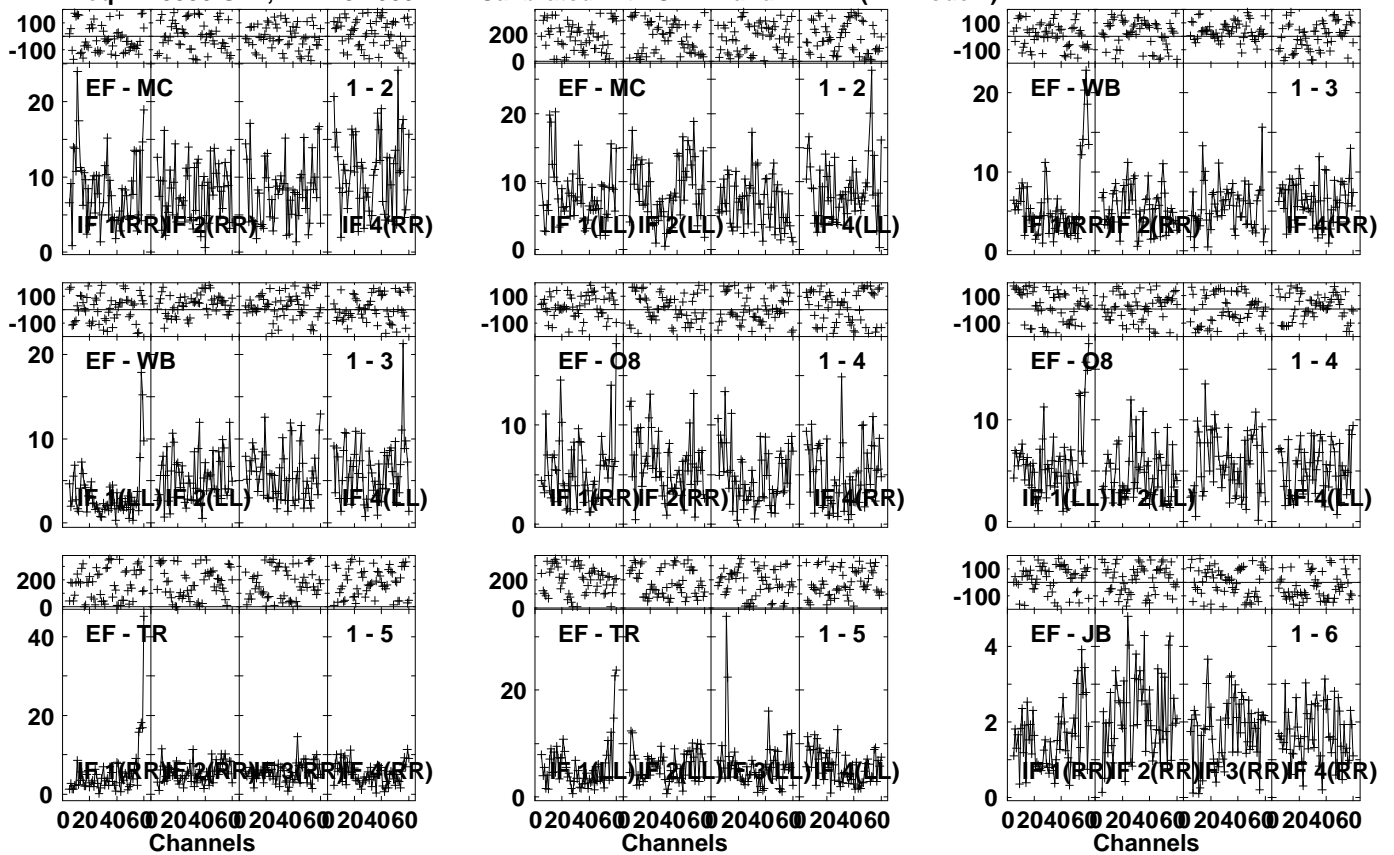 100 200 100
-100 0 -100
EF - MC 1 - 2 EF - MC 1 - 2 EF - WB 1 - 3
20 20 20
10 10 10
IF 1(RR) IF 2(RR) IF 4(RR) IF 1(LL) IF 2(LL) IF 4(LL) IF 1(RR) IF 2(RR) IF 4(RR)
0 0 0
100 100 100
-100 -100 -100
EF - WB 1 - 3 EF - O8 1 - 4 EF - O8 1 - 4
20
10 10 10
IF 1(LL) IF 2(LL) IF 4(LL) IF 1(RR) IF 2(RR) IF 4(RR) IF 1(LL) IF 2(LL) IF 4(LL)
0 0 0
200 200 100
0 0 -100
EF - TR 1 - 5 EF - TR 1 - 5 EF - JB 1 - 6
40 4
20 20 2
IF 1(RR) IF 2(RR) IF 3(RR) IF 4(RR) IF 1(LL) IF 2(LL) IF 3(LL) IF 4(LL) IF 1(RR) IF 2(RR) IF 3(RR) IF 4(RR)
0 0 0
0 20 40 60 0 20 40 60 0 20 40 60 0 20 40 60 0 20 40 60 0 20 40 60 0 20 40 60 0 20 40 60 0 20 40 60 0 20 40 60 0 20 40 60 0 20 40 60
Channels Channels Channels